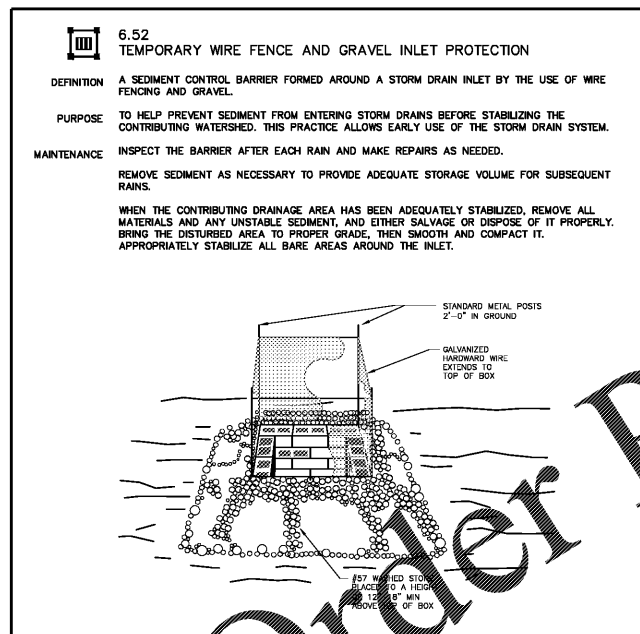 6.52
TEMPORARY WIRE FENCE AND GRAVEL INLET PROTECTION
DEFINITION A SEDIMENT CONTROL BARRIER FORMED AROUND A STORM DRAIN INLET BY THE USE OF WIRE
FENCING AND GRAVEL.
PURPOSE TO HELP PREVENT SEDIMENT FROM ENTERING STORM DRAINS BEFORE STABILIZING THE
CONTRIBUTING WATERSHED. THIS PRACTICE ALLOWS EARLY USE OF THE STORM DRAIN SYSTEM.
MAINTENANCE INSPECT THE BARRIER AFTER EACH RAIN AND MAKE REPAIRS AS NEEDED.
REMOVE SEDIMENT AS NECESSARY TO PROVIDE ADEQUATE STORAGE VOLUME FOR SUBSEQUENT
RAINS.
WHEN THE CONTRIBUTING DRAINAGE AREA HAS BEEN ADEQUATELY STABILIZED, REMOVE ALL
MATERIALS AND ANY UNSTABLE SEDIMENT, AND EITHER SALVAGE OR DISPOSE OF IT PROPERLY.
BRING THE DISTURBED AREA TO PROPER GRADE, THEN SMOOTH AND COMPACT IT.
APPROPRIATELY STABILIZE ALL BARE AREAS AROUND THE INLET.
STANDARD METAL POSTS
2'-0" IN GROUND
GALVANIZED
HARDWARD WIRE
EXTENDS TO
TOP OF BOX
#57 WASHED STONE
PLACED TO A HEIGHT
12"-18" MIN
ABOVE TOP OF BOX
Order